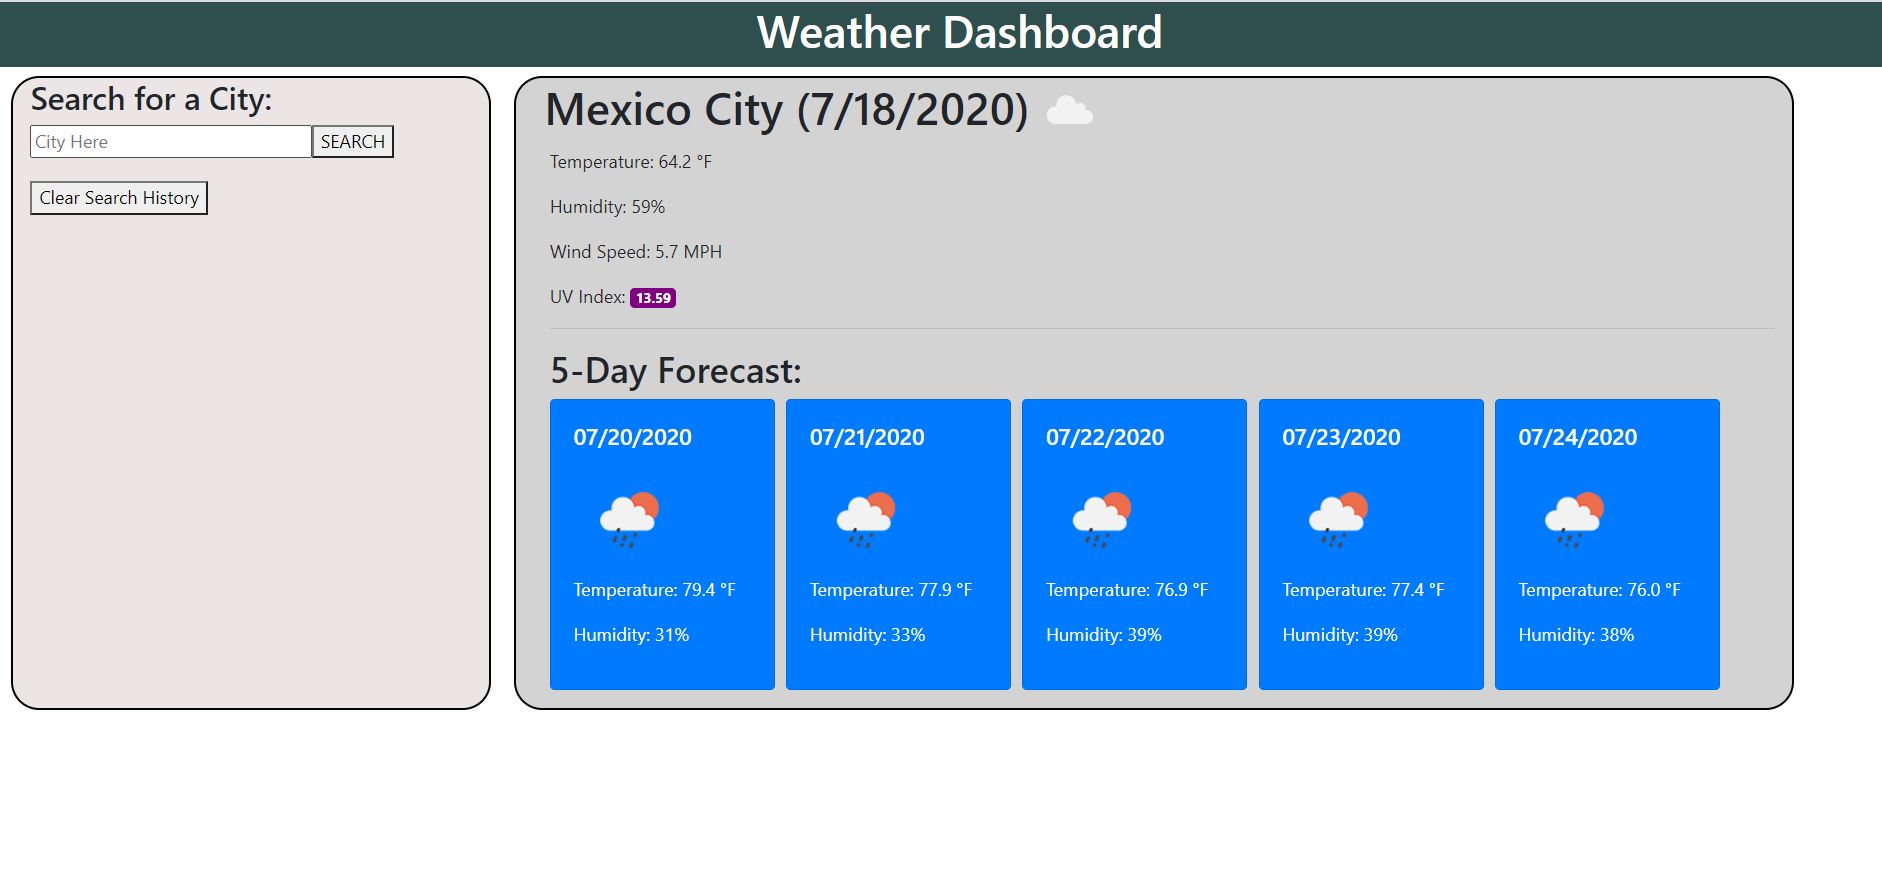 Weather Dashboard
Search for a City:
City Here
SEARCH
Clear Search History
Mexico City (7/18/2020)
Temperature: 64.2 °F
Humidity: 59%
Wind Speed: 5.7 MPH
UV Index: 13.59
5-Day Forecast:
07/20/2020
Temperature: 79.4 °F
Humidity: 31%
07/21/2020
Temperature: 77.9 °F
Humidity: 33%
07/22/2020
Temperature: 76.9 °F
Humidity: 39%
07/23/2020
Temperature: 77.4 °F
Humidity: 39%
07/24/2020
Temperature: 76.0 °F
Humidity: 38%